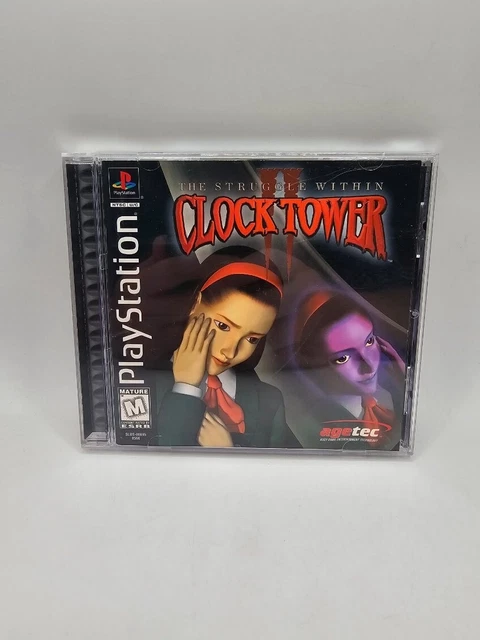 PlayStation
NTSC U/C
PlayStation
MATURE
M
ESRB
II
THE STRUGGLE WITHIN
CLOCK TOWER
agetec